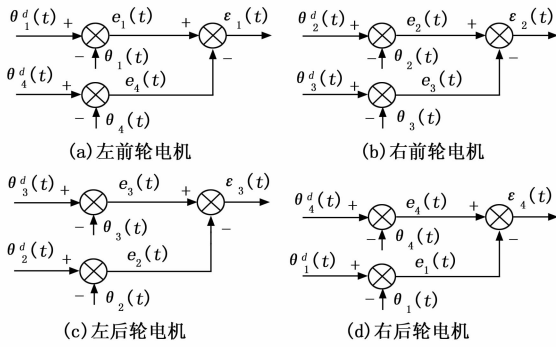 θ₁ᵈ(t) + e₁(t) + ε₁(t)
− θ₁(t) −
θ₄ᵈ(t) + e₄(t)
− θ₄(t)
(a)左前轮电机
θ₂ᵈ(t) + e₂(t) + ε₂(t)
− θ₂(t) −
θ₃ᵈ(t) + e₃(t)
− θ₃(t)
(b)右前轮电机
θ₃ᵈ(t) + e₃(t) + ε₃(t)
− θ₃(t) −
θ₂ᵈ(t) + e₂(t)
− θ₂(t)
(c)左后轮电机
θ₄ᵈ(t) + e₄(t) + ε₄(t)
− θ₄(t) −
θ₁ᵈ(t) + e₁(t)
− θ₁(t)
(d)右后轮电机